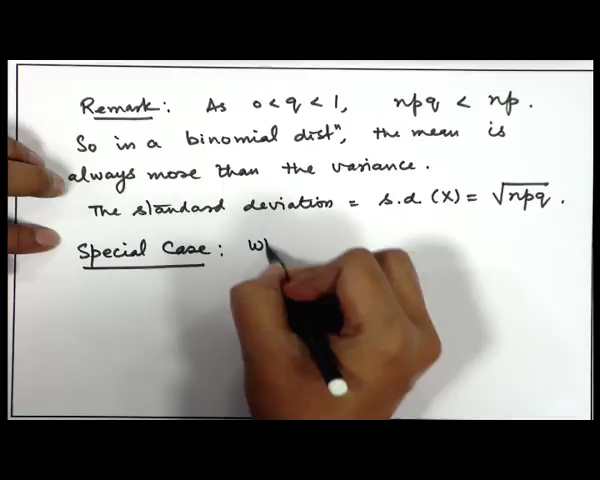 Remark: As 0 < q < 1, npq < np.
So in a binomial distⁿ, the mean is
always more than the variance.
The standard deviation = s.d. (X) = √npq.
Special Case: